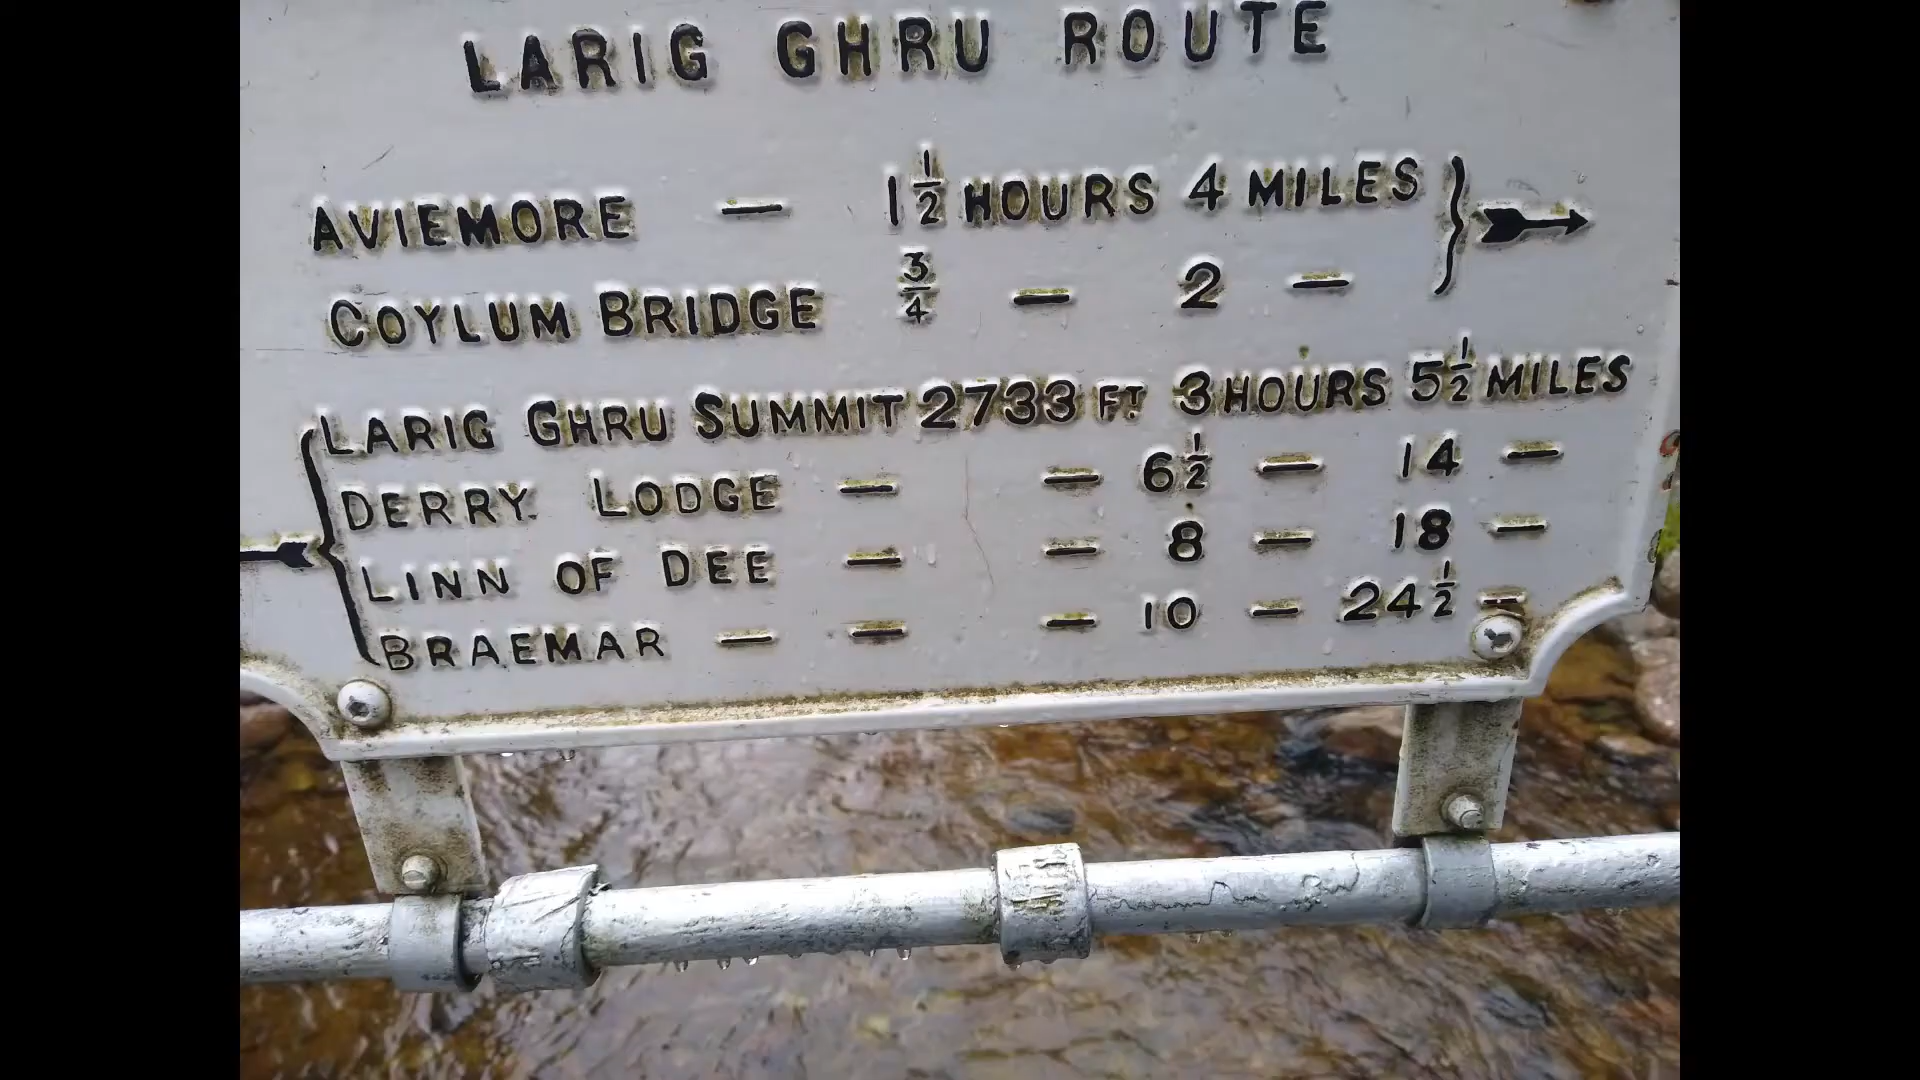 LARIG GHRU ROUTE
AVIEMORE — 1½ HOURS 4 MILES
COYLUM BRIDGE ¾ — 2 —
LARIG GHRU SUMMIT 2733 FT 3 HOURS 5½ MILES
DERRY LODGE — — 6½ — 14 —
LINN OF DEE — — 8 — 18 —
BRAEMAR — — — 10 — 24½ —